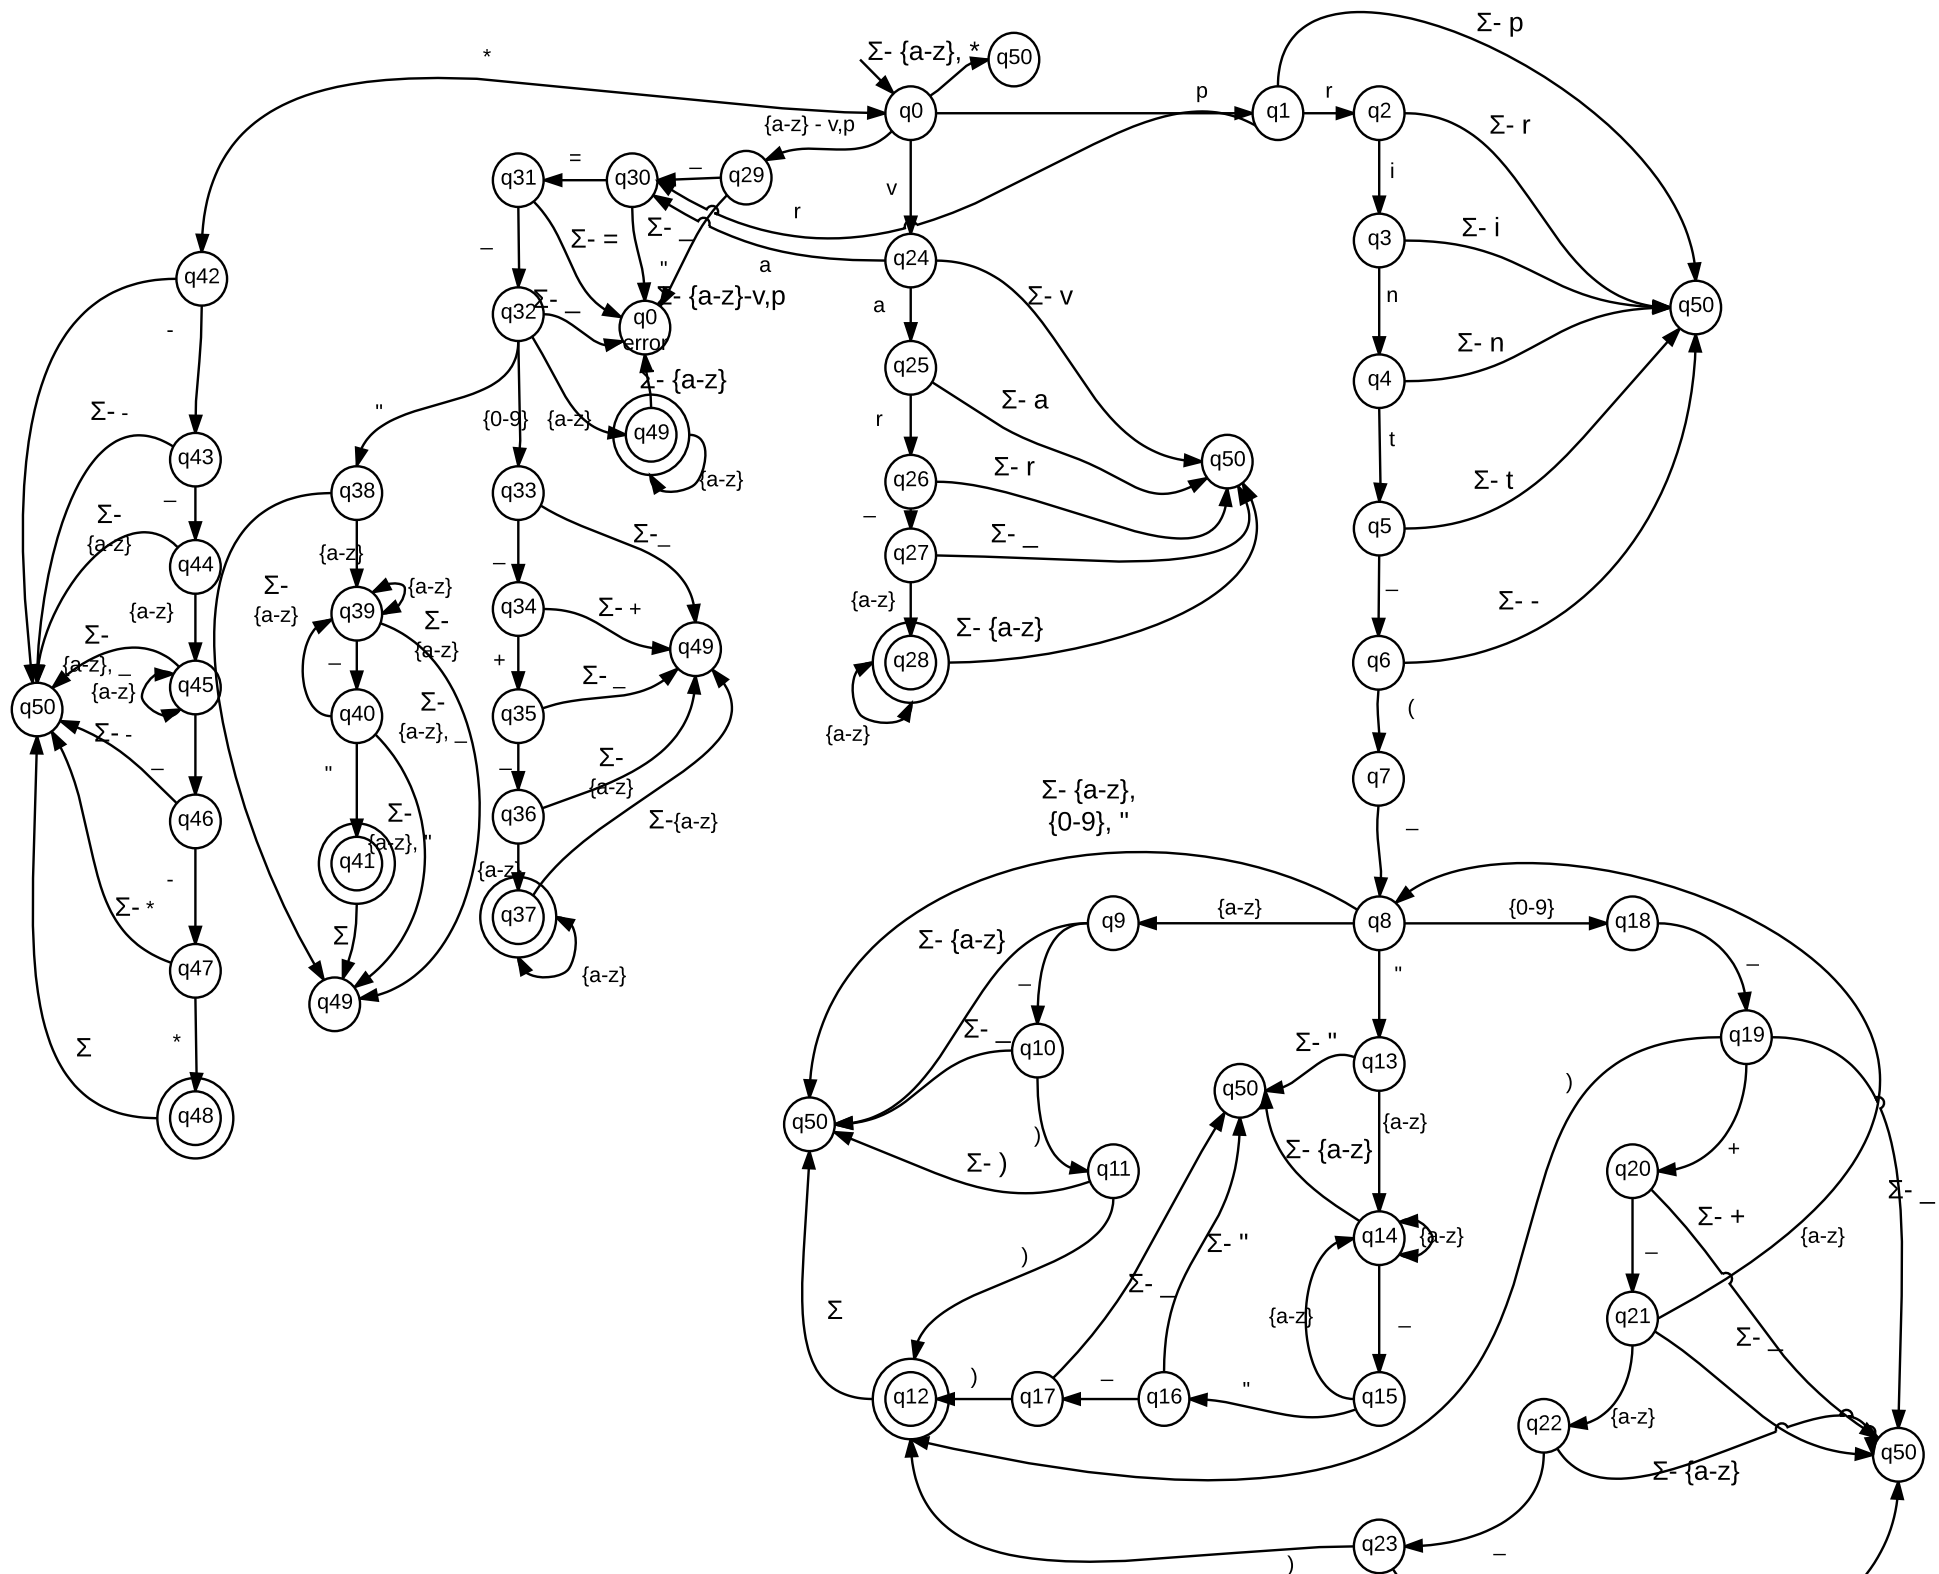 Σ- p
*
Σ- {a-z}, *
q50
p
r
q0
q1
q2
{a-z} - v,p
Σ- r
=
_
q31
q30
q29
i
v
r
Σ- _
Σ- =
Σ- i
_
a
q24
q3
"
q42
Σ- {a-z}-v,p
Σ- v
n
q32
Σ- _
q0
error
a
q50
-
Σ- n
q25
q4
Σ- {a-z}
Σ- a
"
{0-9}
{a-z}
r
t
Σ- -
q49
q43
q50
{a-z}
Σ- r
Σ- t
_
q38
q33
q26
_
Σ-
{a-z}
Σ-_
Σ- _
q5
{a-z}
q27
q44
_
_
{a-z}
{a-z}
Σ-
{a-z}
Σ- +
{a-z}
Σ- -
q39
q34
Σ-
{a-z}
Σ- {a-z}
Σ-
{a-z}, _
_
+
q49
q28
q6
{a-z}
q45
Σ- _
q50
Σ-
{a-z}, _
(
q40
q35
{a-z}
Σ- -
_
"
_
Σ-
{a-z}
q7
Σ- {a-z},
{0-9}, "
q46
Σ-
{a-z}, "
q36
Σ-{a-z}
_
q41
{a-z}
-
Σ- *
q37
{a-z}
{0-9}
q9
q8
q18
Σ
Σ- {a-z}
{a-z}
"
_
q47
q49
_
Σ- _
Σ
*
q10
Σ- "
q13
q19
q50
)
q48
q50
)
{a-z}
Σ- )
q11
Σ- {a-z}
+
q20
Σ- _
Σ- +
)
Σ- "
q14
{a-z}
{a-z}
_
Σ- _
Σ
{a-z}
_
q21
Σ- _
)
_
"
q12
q17
q16
q15
q22
{a-z}
q50
Σ- {a-z}
q23
_
)